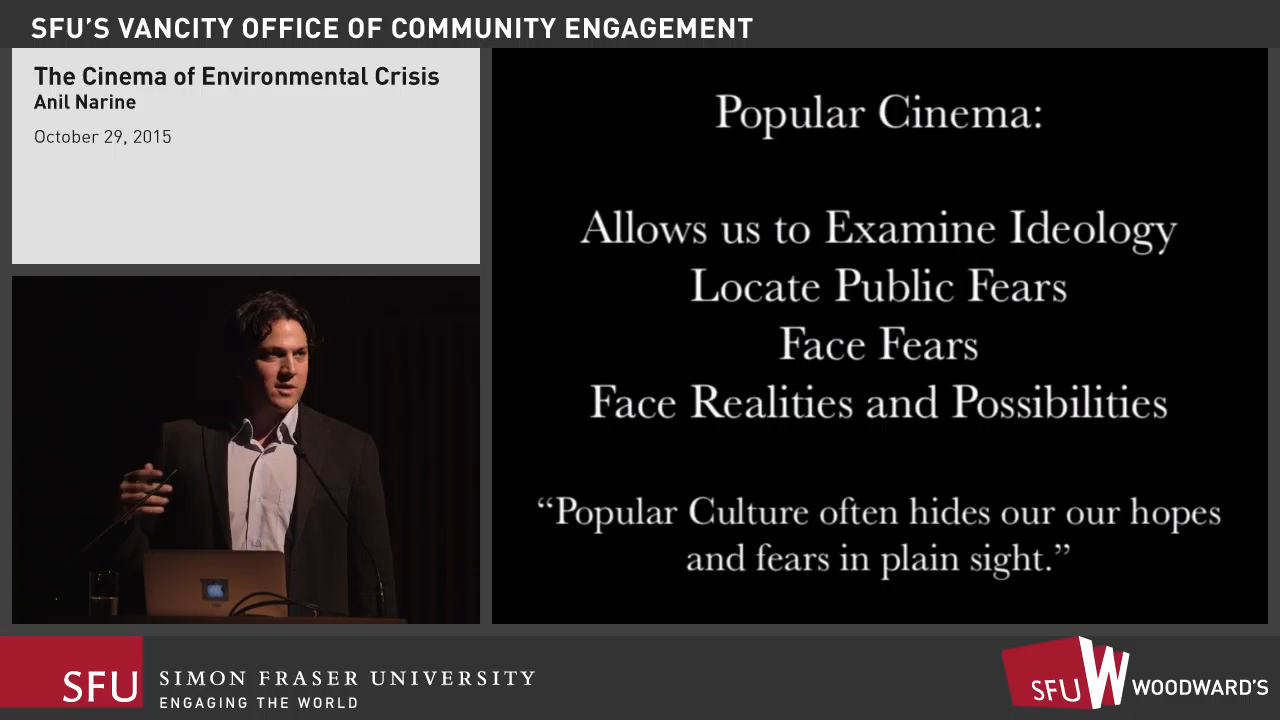 SFU'S VANCITY OFFICE OF COMMUNITY ENGAGEMENT
The Cinema of Environmental Crisis
Anil Narine
October 29, 2015
Popular Cinema:
Allows us to Examine Ideology
Locate Public Fears
Face Fears
Face Realities and Possibilities
“Popular Culture often hides our our hopes
and fears in plain sight.”
SFU SIMON FRASER UNIVERSITY
ENGAGING THE WORLD
SFU W WOODWARD'S